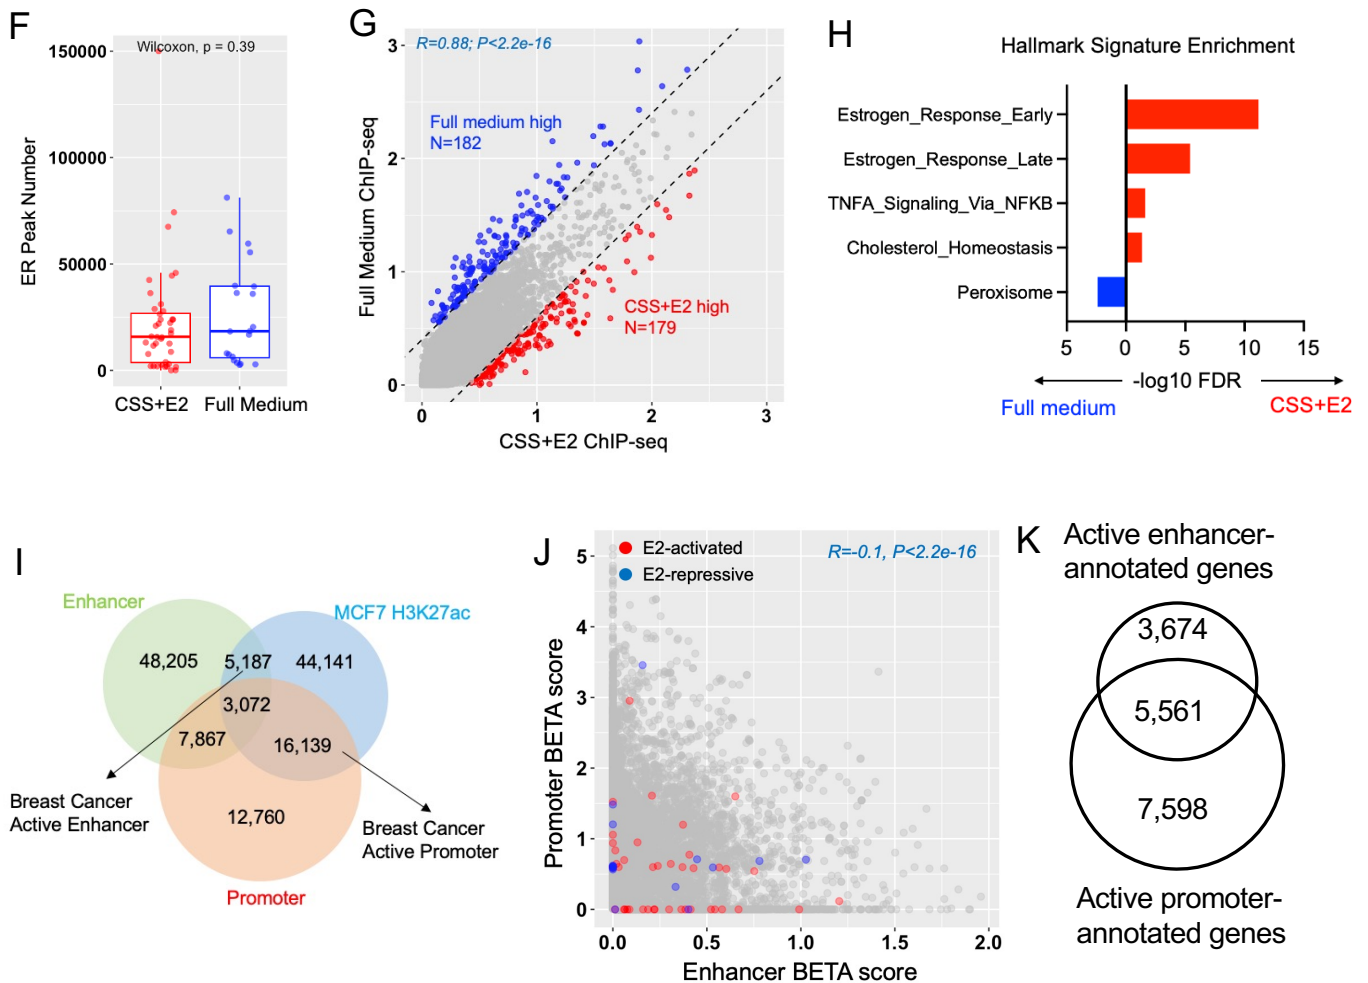 F
Wilcoxon, p = 0.39
150000
100000
50000
0
ER Peak Number
CSS+E2
Full Medium
G
R=0.88; P<2.2e-16
3
2
1
0
Full Medium ChIP-seq
Full medium high
N=182
CSS+E2 high
N=179
0
1
2
3
CSS+E2 ChIP-seq
H
Hallmark Signature Enrichment
Estrogen_Response_Early
Estrogen_Response_Late
TNFA_Signaling_Via_NFKB
Cholesterol_Homeostasis
Peroxisome
5
0
5
10
15
-log10 FDR
Full medium
CSS+E2
I
Enhancer
MCF7 H3K27ac
48,205
5,187
44,141
3,072
7,867
16,139
12,760
Breast Cancer
Active Enhancer
Breast Cancer
Active Promoter
Promoter
J
E2-activated
E2-repressive
R=-0.1, P<2.2e-16
5
4
3
2
1
0
Promoter BETA score
0.0
0.5
1.0
1.5
2.0
Enhancer BETA score
K
Active enhancer-
annotated genes
3,674
5,561
7,598
Active promoter-
annotated genes